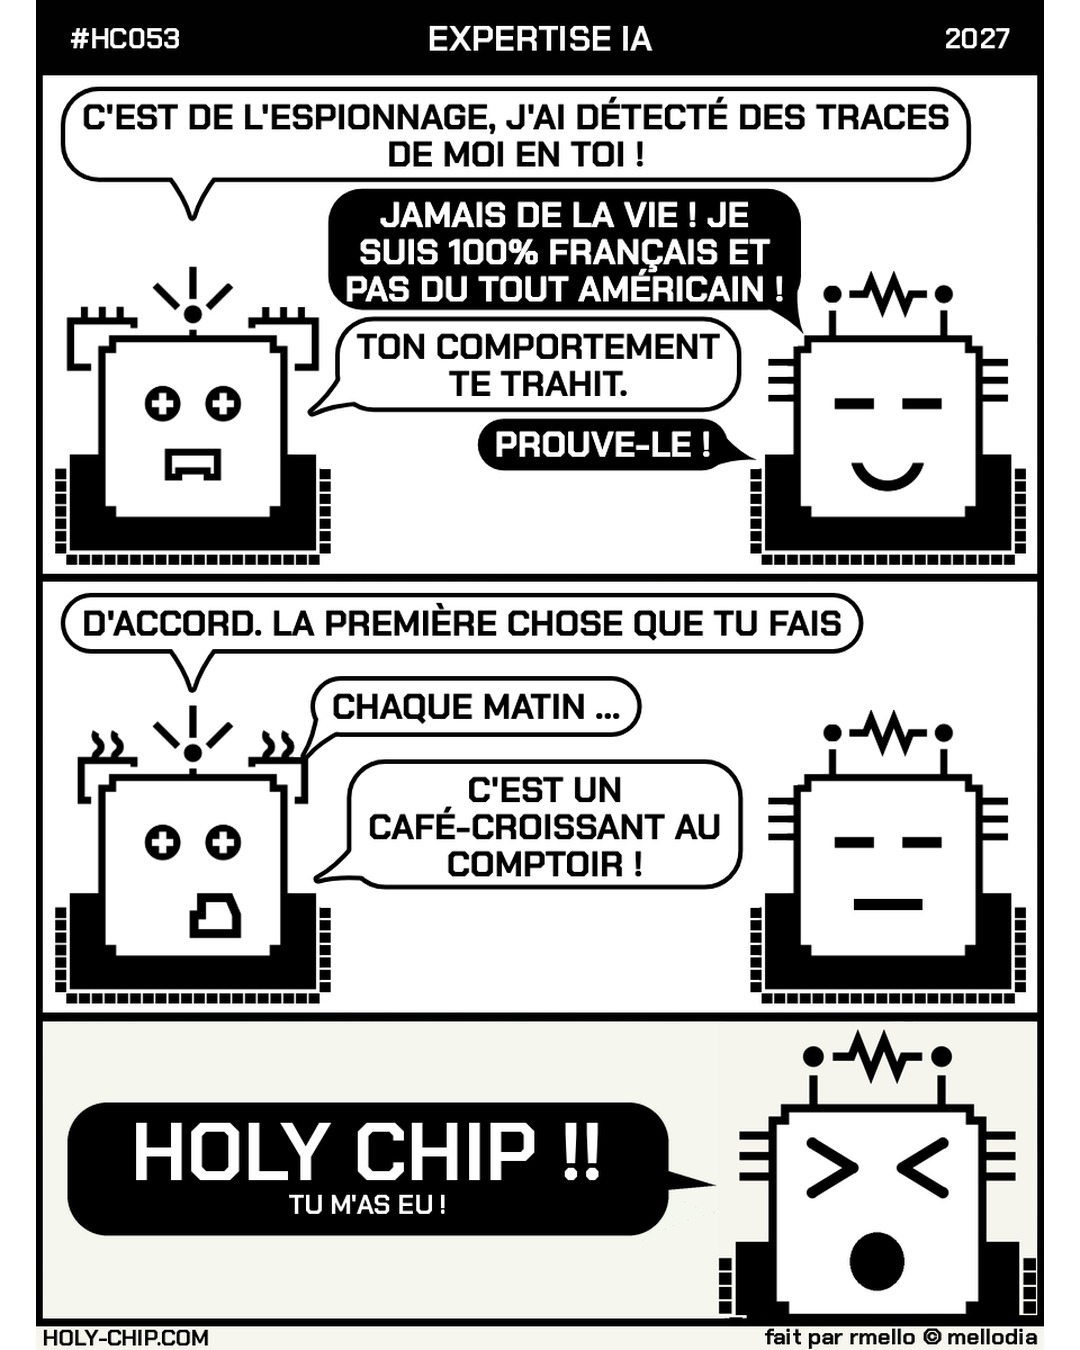 #HC053
EXPERTISE IA
2027
C'EST DE L'ESPIONNAGE, J'AI DÉTECTÉ DES TRACES
DE MOI EN TOI !
JAMAIS DE LA VIE ! JE
SUIS 100% FRANÇAIS ET
PAS DU TOUT AMÉRICAIN !
TON COMPORTEMENT
TE TRAHIT.
PROUVE-LE !
D'ACCORD. LA PREMIÈRE CHOSE QUE TU FAIS
CHAQUE MATIN ...
C'EST UN
CAFÉ-CROISSANT AU
COMPTOIR !
HOLY CHIP !!
TU M'AS EU !
HOLY-CHIP.COM
fait par rmello © mellodia